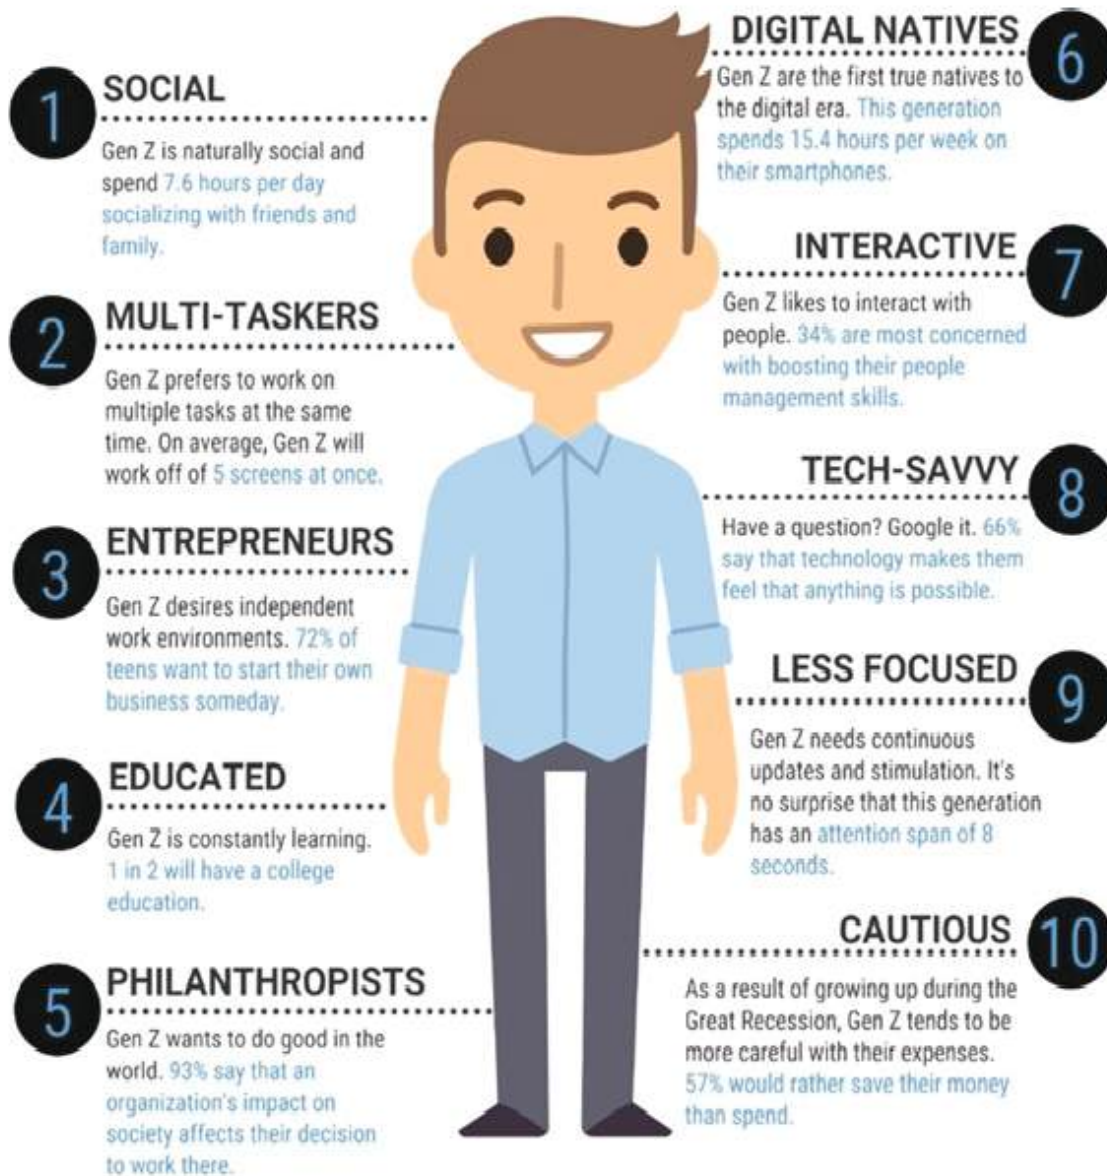 1
SOCIAL
Gen Z is naturally social and
spend 7.6 hours per day
socializing with friends and
family.
2
MULTI-TASKERS
Gen Z prefers to work on
multiple tasks at the same
time. On average, Gen Z will
work off of 5 screens at once.
3
ENTREPRENEURS
Gen Z desires independent
work environments. 72% of
teens want to start their own
business someday.
4
EDUCATED
Gen Z is constantly learning.
1 in 2 will have a college
education.
5
PHILANTHROPISTS
Gen Z wants to do good in the
world. 93% say that an
organization's impact on
society affects their decision
to work there.
DIGITAL NATIVES
6
Gen Z are the first true natives to
the digital era. This generation
spends 15.4 hours per week on
their smartphones.
INTERACTIVE
7
Gen Z likes to interact with
people. 34% are most concerned
with boosting their people
management skills.
TECH-SAVVY
8
Have a question? Google it. 66%
say that technology makes them
feel that anything is possible.
LESS FOCUSED
9
Gen Z needs continuous
updates and stimulation. It's
no surprise that this generation
has an attention span of 8
seconds.
CAUTIOUS
10
As a result of growing up during the
Great Recession, Gen Z tends to be
more careful with their expenses.
57% would rather save their money
than spend.